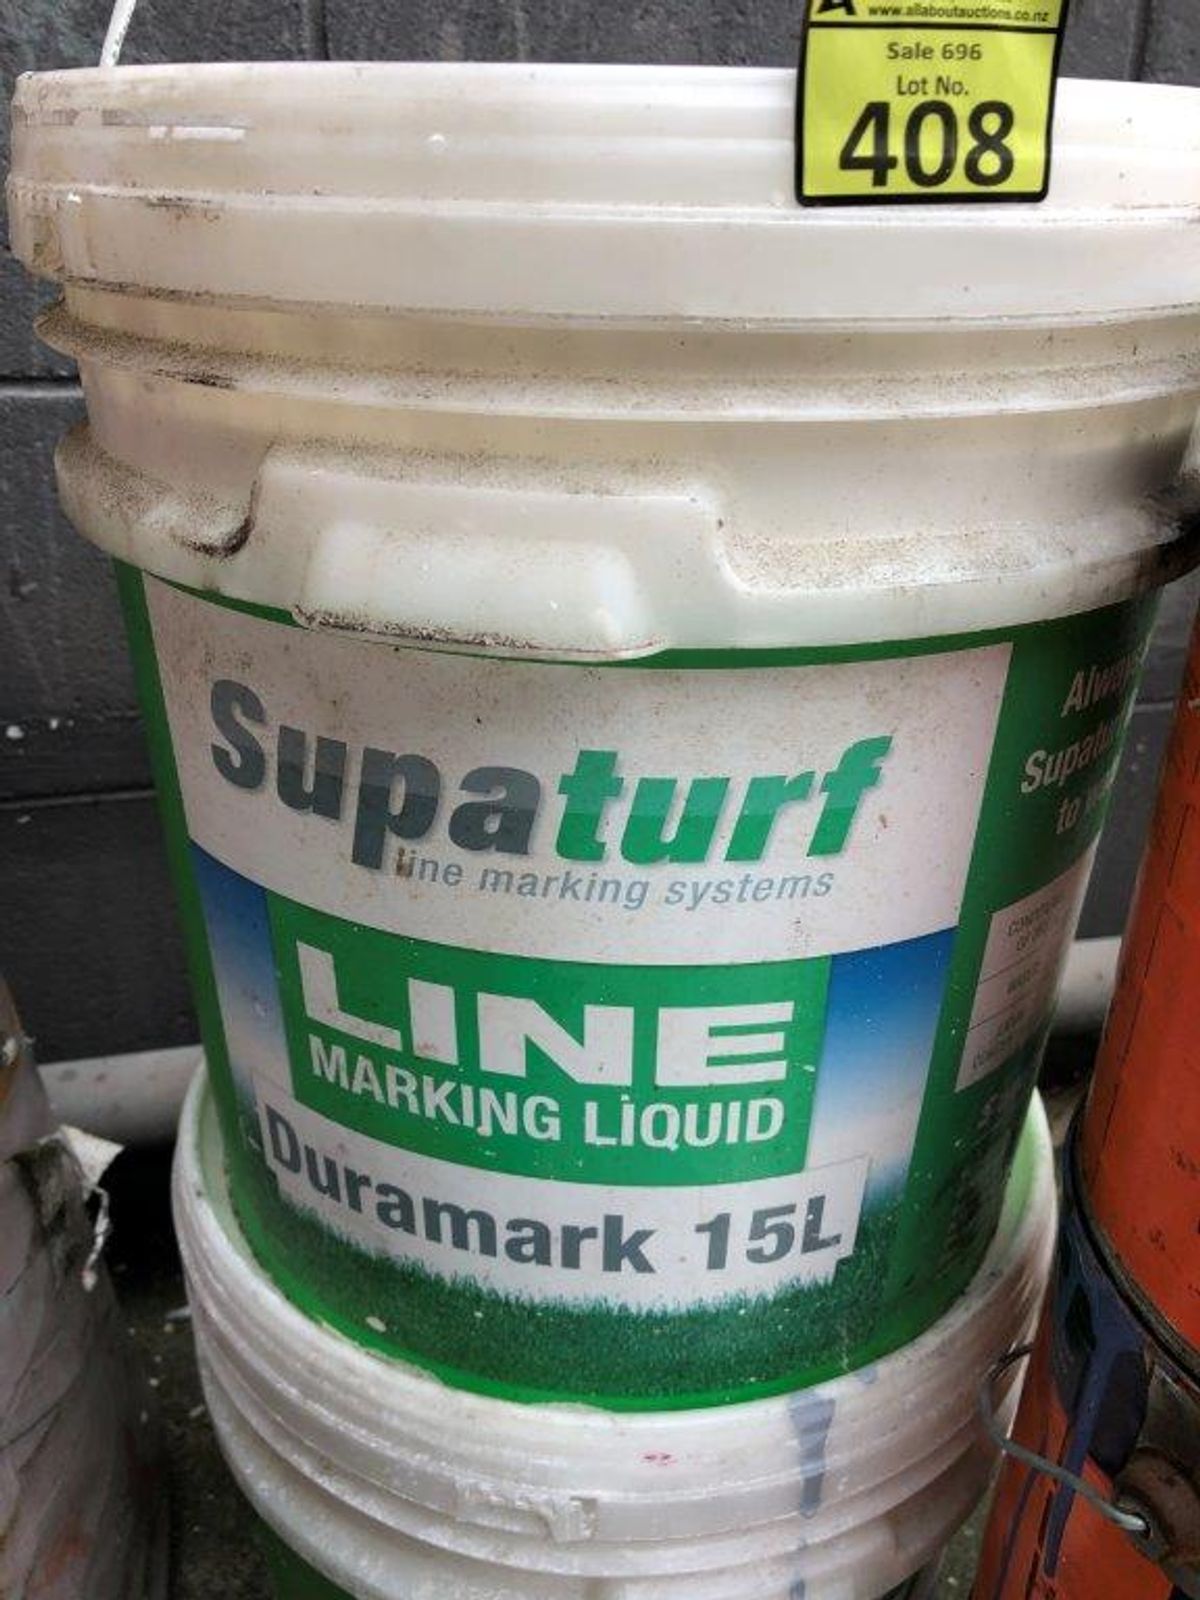 www.allaboutauctions.co.nz
Sale 696
Lot No.
408
Supaturf
line marking systems
LINE
MARKING LIQUID
Duramark 15L